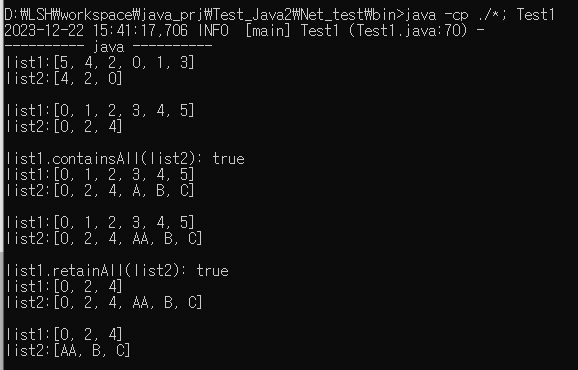 D:₩LSH₩workspace₩java_prj₩Test_Java2₩Net_test₩bin>java -cp ./*; Test1
2023-12-22 15:41:17,706 INFO  [main] Test1 (Test1.java:70) -
---------- java ----------
list1:[5, 4, 2, 0, 1, 3]
list2:[4, 2, 0]

list1:[0, 1, 2, 3, 4, 5]
list2:[0, 2, 4]

list1.containsAll(list2): true
list1:[0, 1, 2, 3, 4, 5]
list2:[0, 2, 4, A, B, C]

list1:[0, 1, 2, 3, 4, 5]
list2:[0, 2, 4, AA, B, C]

list1.retainAll(list2): true
list1:[0, 2, 4]
list2:[0, 2, 4, AA, B, C]

list1:[0, 2, 4]
list2:[AA, B, C]